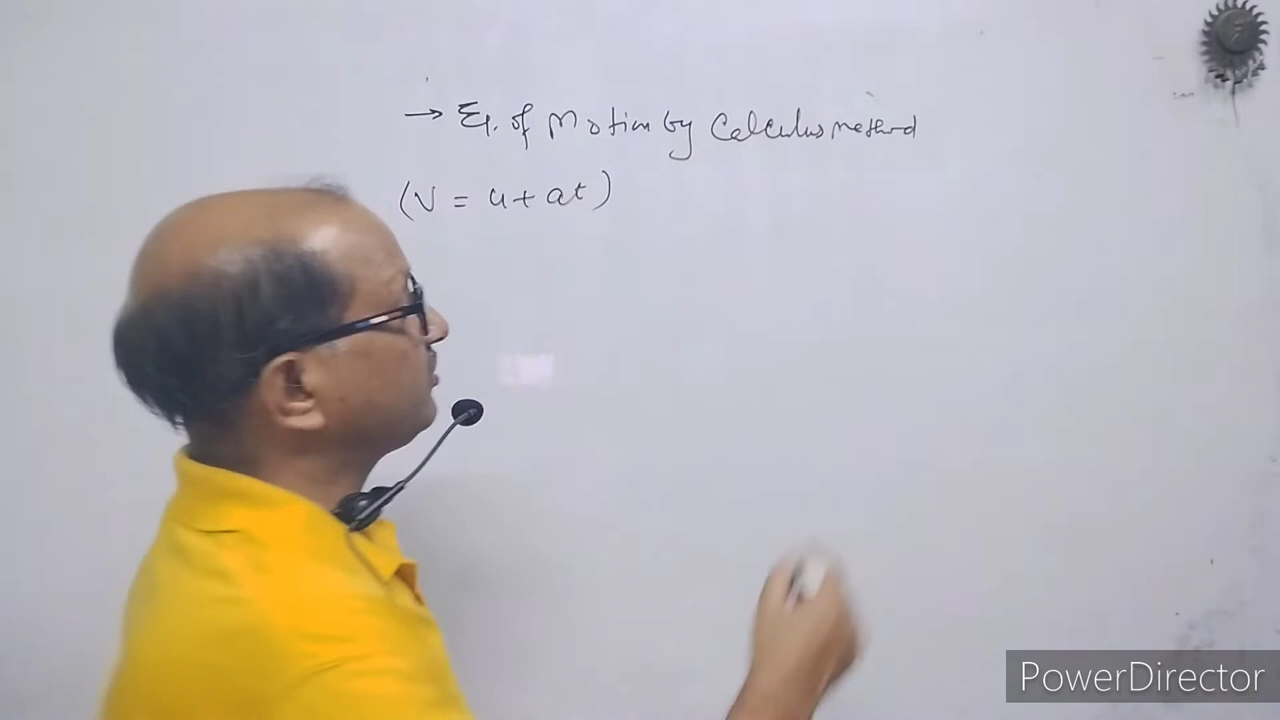 → Eq. of Motion by Calculus method
(V = u + at)
PowerDirector